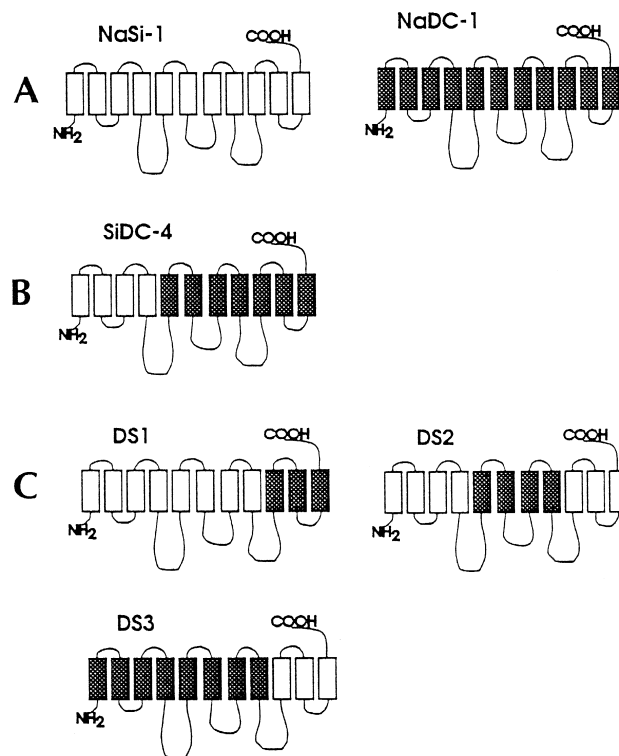 NaSi-1
COOH
NaDC-1
COOH
A
NH2
NH2
SiDC-4
COOH
B
NH2
DS1
COOH
DS2
COOH
C
NH2
NH2
DS3
COOH
NH2